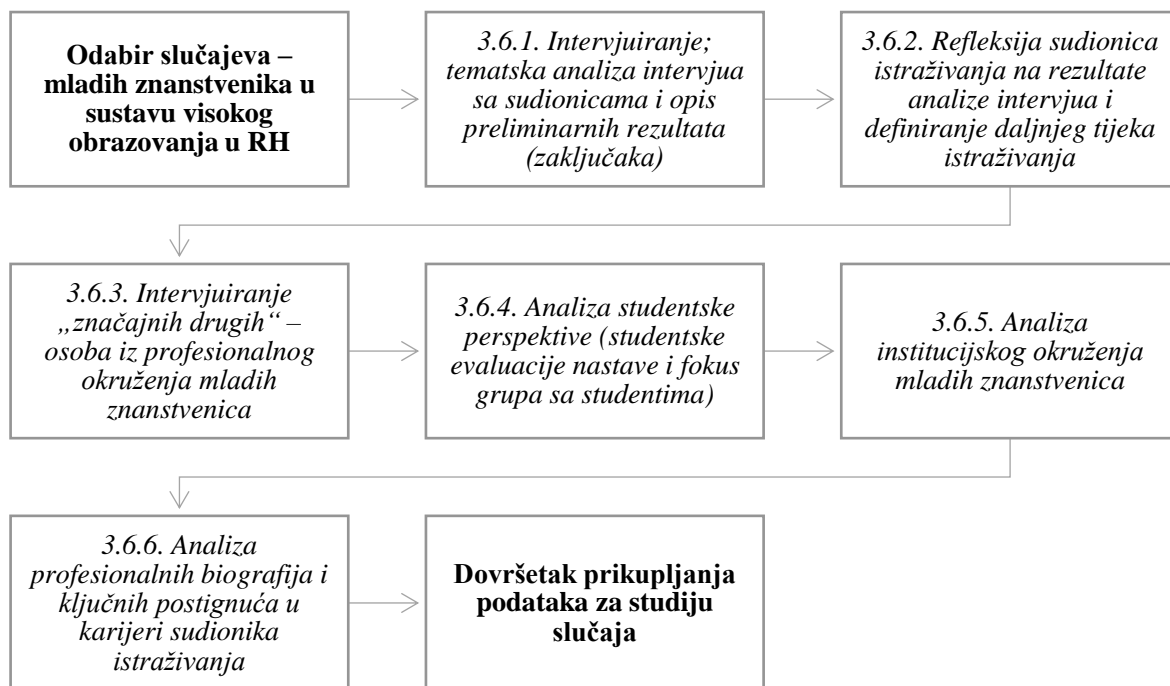 Odabir slučajeva –
mladih znanstvenika u
sustavu visokog
obrazovanja u RH
3.6.1. Intervjuiranje;
tematska analiza intervjua
sa sudionicama i opis
preliminarnih rezultata
(zaključaka)
3.6.2. Refleksija sudionica
istraživanja na rezultate
analize intervjua i
definiranje daljnjeg tijeka
istraživanja
3.6.3. Intervjuiranje
„značajnih drugih“ –
osoba iz profesionalnog
okruženja mladih
znanstvenica
3.6.4. Analiza studentske
perspektive (studentske
evaluacije nastave i fokus
grupa sa studentima)
3.6.5. Analiza
institucijskog okruženja
mladih znanstvenica
3.6.6. Analiza
profesionalnih biografija i
ključnih postignuća u
karijeri sudionika
istraživanja
Dovršetak prikupljanja
podataka za studiju
slučaja